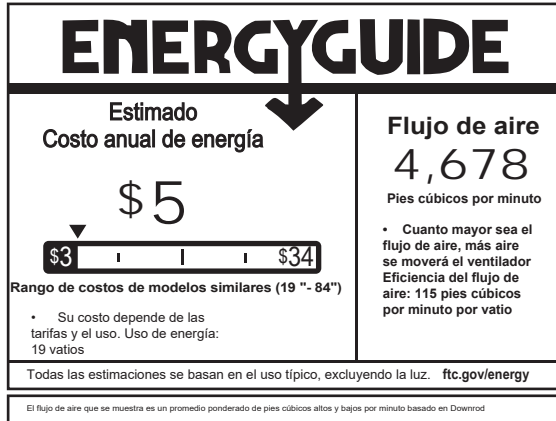 ENERGYGUIDE
Estimado
Costo anual de energía
$5
$3 $34
Rango de costos de modelos similares (19 "- 84")
• Su costo depende de las
tarifas y el uso. Uso de energía:
19 vatios
Flujo de aire
4,678
Pies cúbicos por minuto
• Cuanto mayor sea el
flujo de aire, más aire
se moverá el ventilador
Eficiencia del flujo de
aire: 115 pies cúbicos
por minuto por vatio
Todas las estimaciones se basan en el uso típico, excluyendo la luz. ftc.gov/energy
El flujo de aire que se muestra es un promedio ponderado de pies cúbicos altos y bajos por minuto basado en Downrod